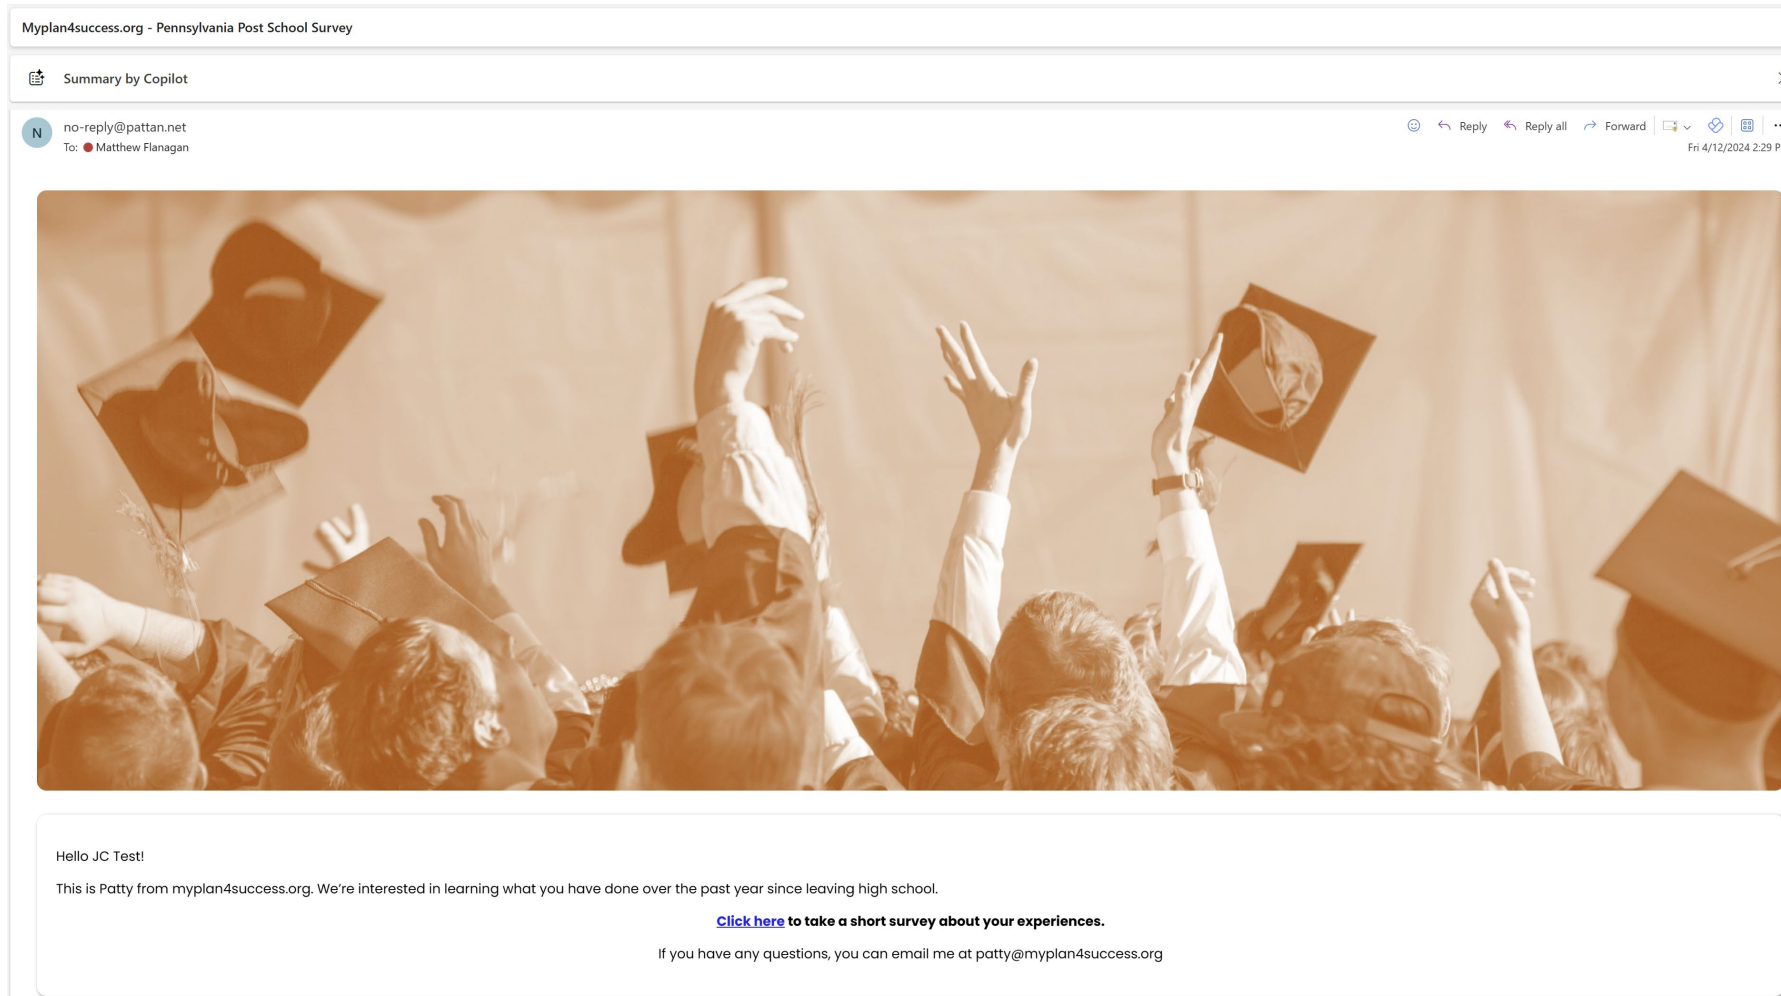 Myplan4success.org - Pennsylvania Post School Survey
Summary by Copilot
N
no-reply@pattan.net
To: Matthew Flanagan
Reply
Reply all
Forward
Fri 4/12/2024 2:29 P
Hello JC Test!
This is Patty from myplan4success.org. We’re interested in learning what you have done over the past year since leaving high school.
Click here to take a short survey about your experiences.
If you have any questions, you can email me at patty@myplan4success.org